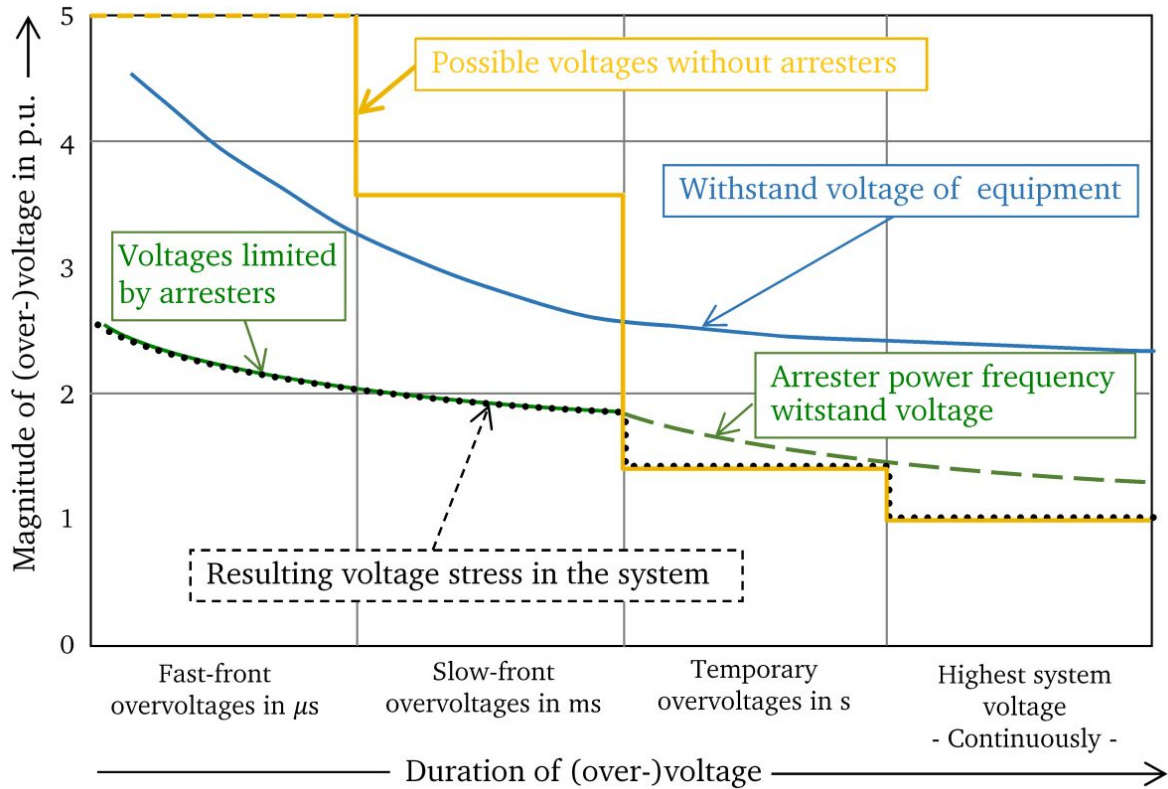 Magnitude of (over-)voltage in p.u.
5
4
3
2
1
0
Possible voltages without arresters
Withstand voltage of equipment
Voltages limited
by arresters
Arrester power frequency
witstand voltage
Resulting voltage stress in the system
Fast-front
overvoltages in μs
Slow-front
overvoltages in ms
Temporary
overvoltages in s
Highest system
voltage
- Continuously -
Duration of (over-)voltage